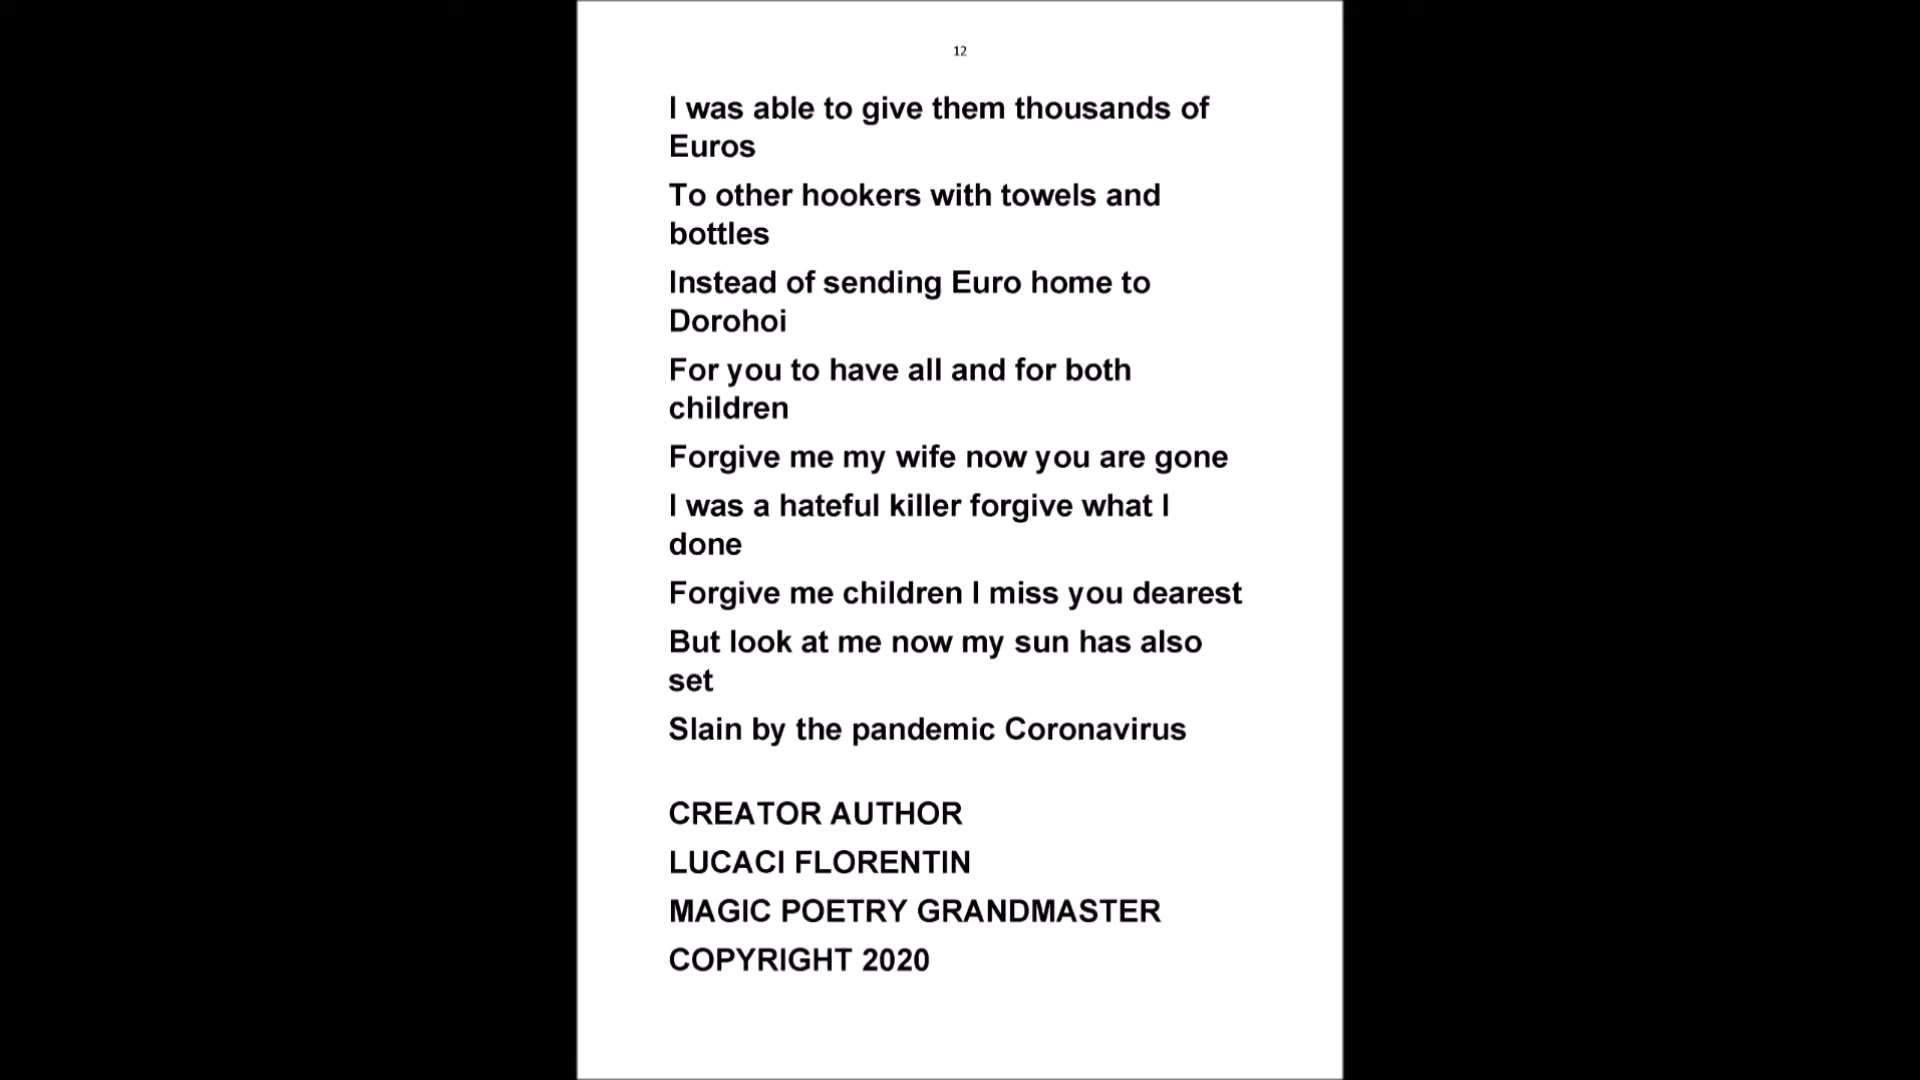 12
I was able to give them thousands of
Euros
To other hookers with towels and
bottles
Instead of sending Euro home to
Dorohoi
For you to have all and for both
children
Forgive me my wife now you are gone
I was a hateful killer forgive what I
done
Forgive me children I miss you dearest
But look at me now my sun has also
set
Slain by the pandemic Coronavirus
CREATOR AUTHOR
LUCACI FLORENTIN
MAGIC POETRY GRANDMASTER
COPYRIGHT 2020